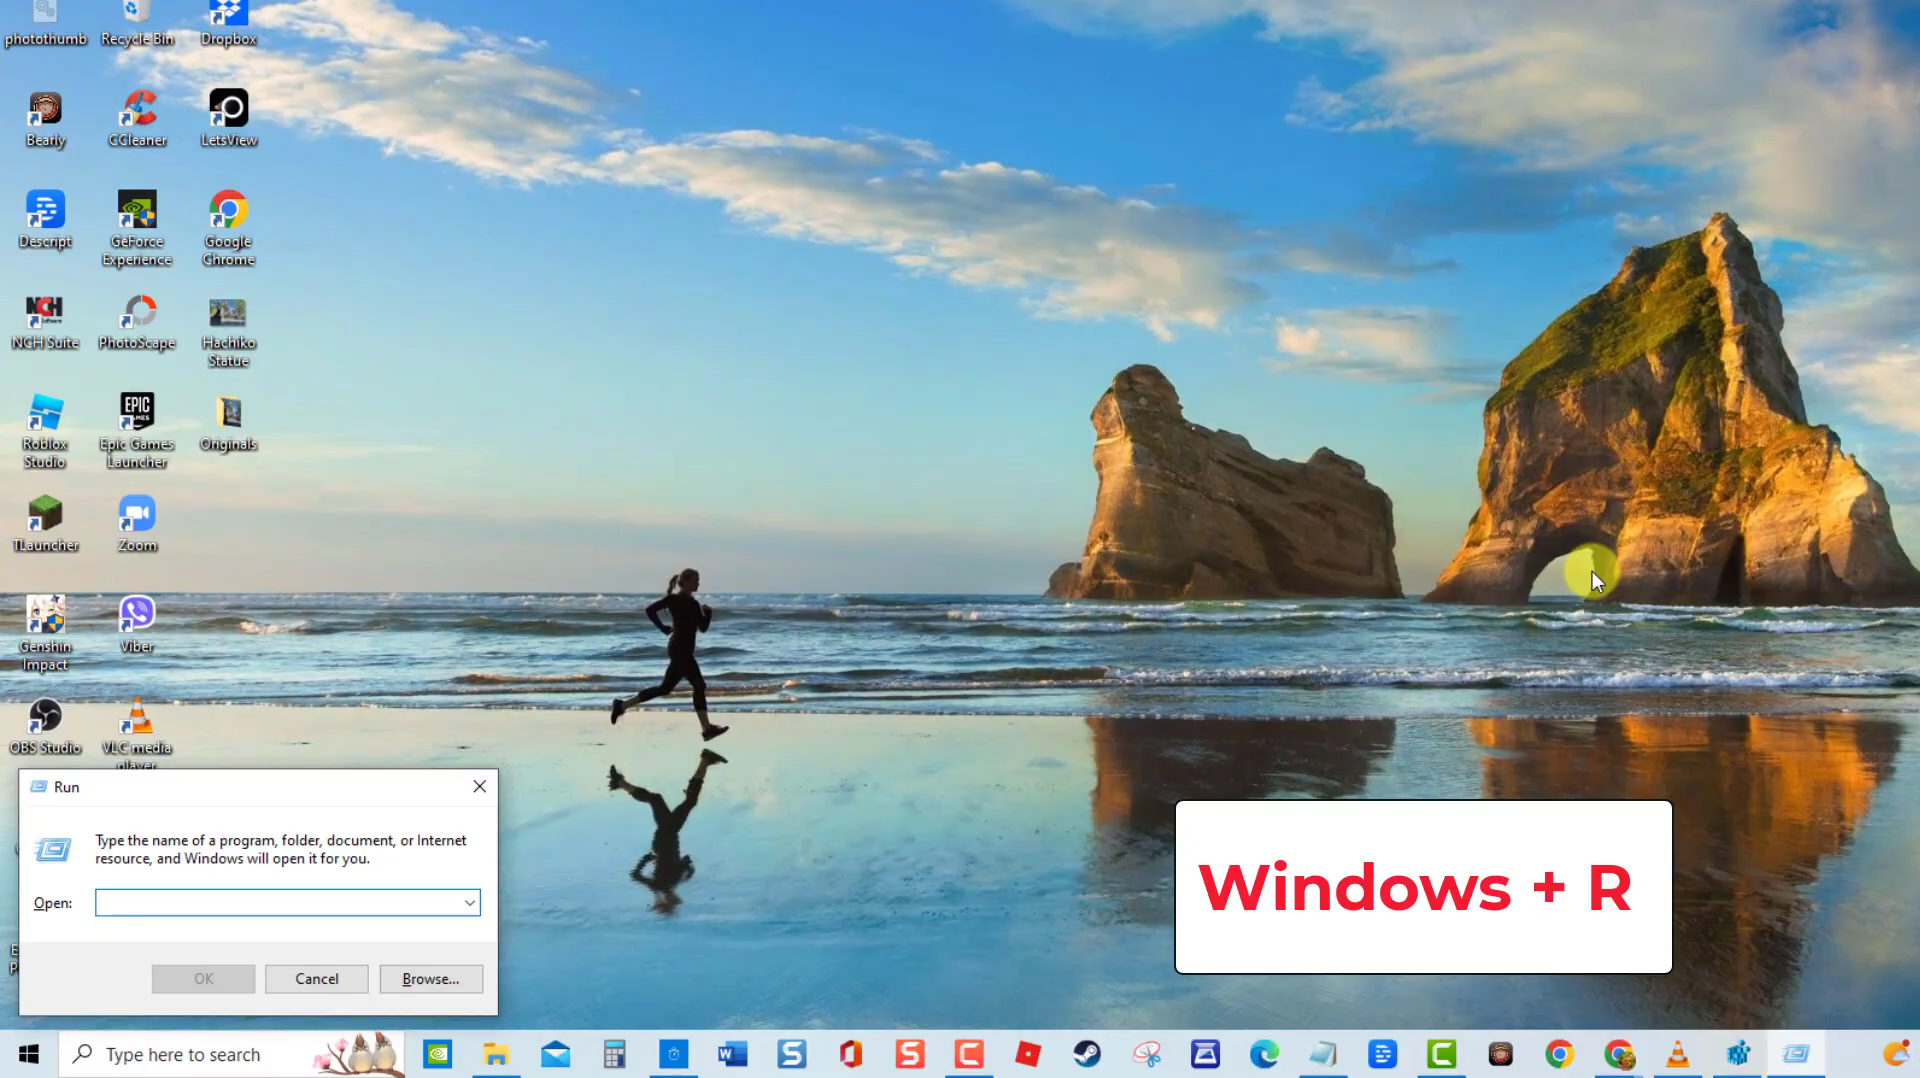 photothumb
Recycle Bin
Dropbox
Bearly
CCleaner
LetsView
Descript
GeForce
Experience
Google
Chrome
NCH
NCH Suite
PhotoScape
Hachiko
Statue
Roblox
Studio
EPIC
GAMES
Epic Games
Launcher
Originals
TLauncher
Zoom
Genshin
Impact
Viber
OBS Studio
VLC media
player
Run
Type the name of a program, folder, document, or Internet
resource, and Windows will open it for you.
Open:
OK
Cancel
Browse...
Windows + R
Type here to search